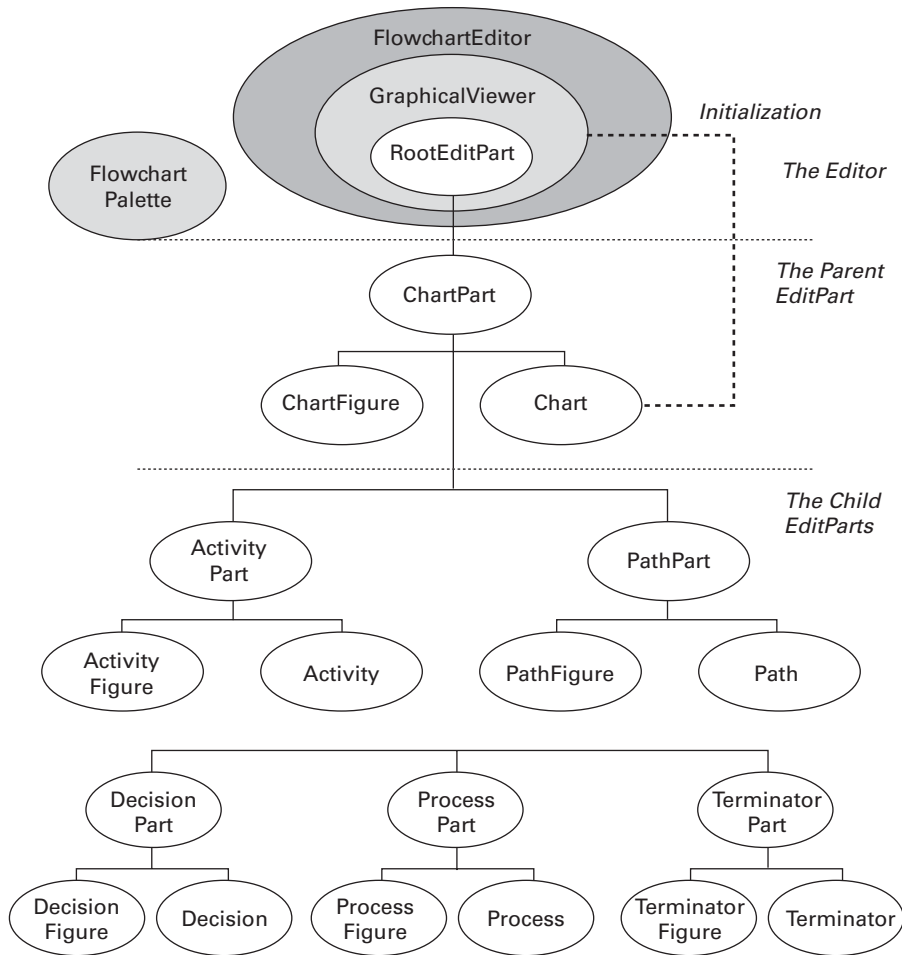 FlowchartEditor
GraphicalViewer
Initialization
RootEditPart
The Editor
Flowchart
Palette
The Parent
EditPart
ChartPart
ChartFigure
Chart
The Child
EditParts
Activity
Part
PathPart
Activity
Figure
Activity
PathFigure
Path
Decision
Part
Process
Part
Terminator
Part
Decision
Figure
Decision
Process
Figure
Process
Terminator
Figure
Terminator